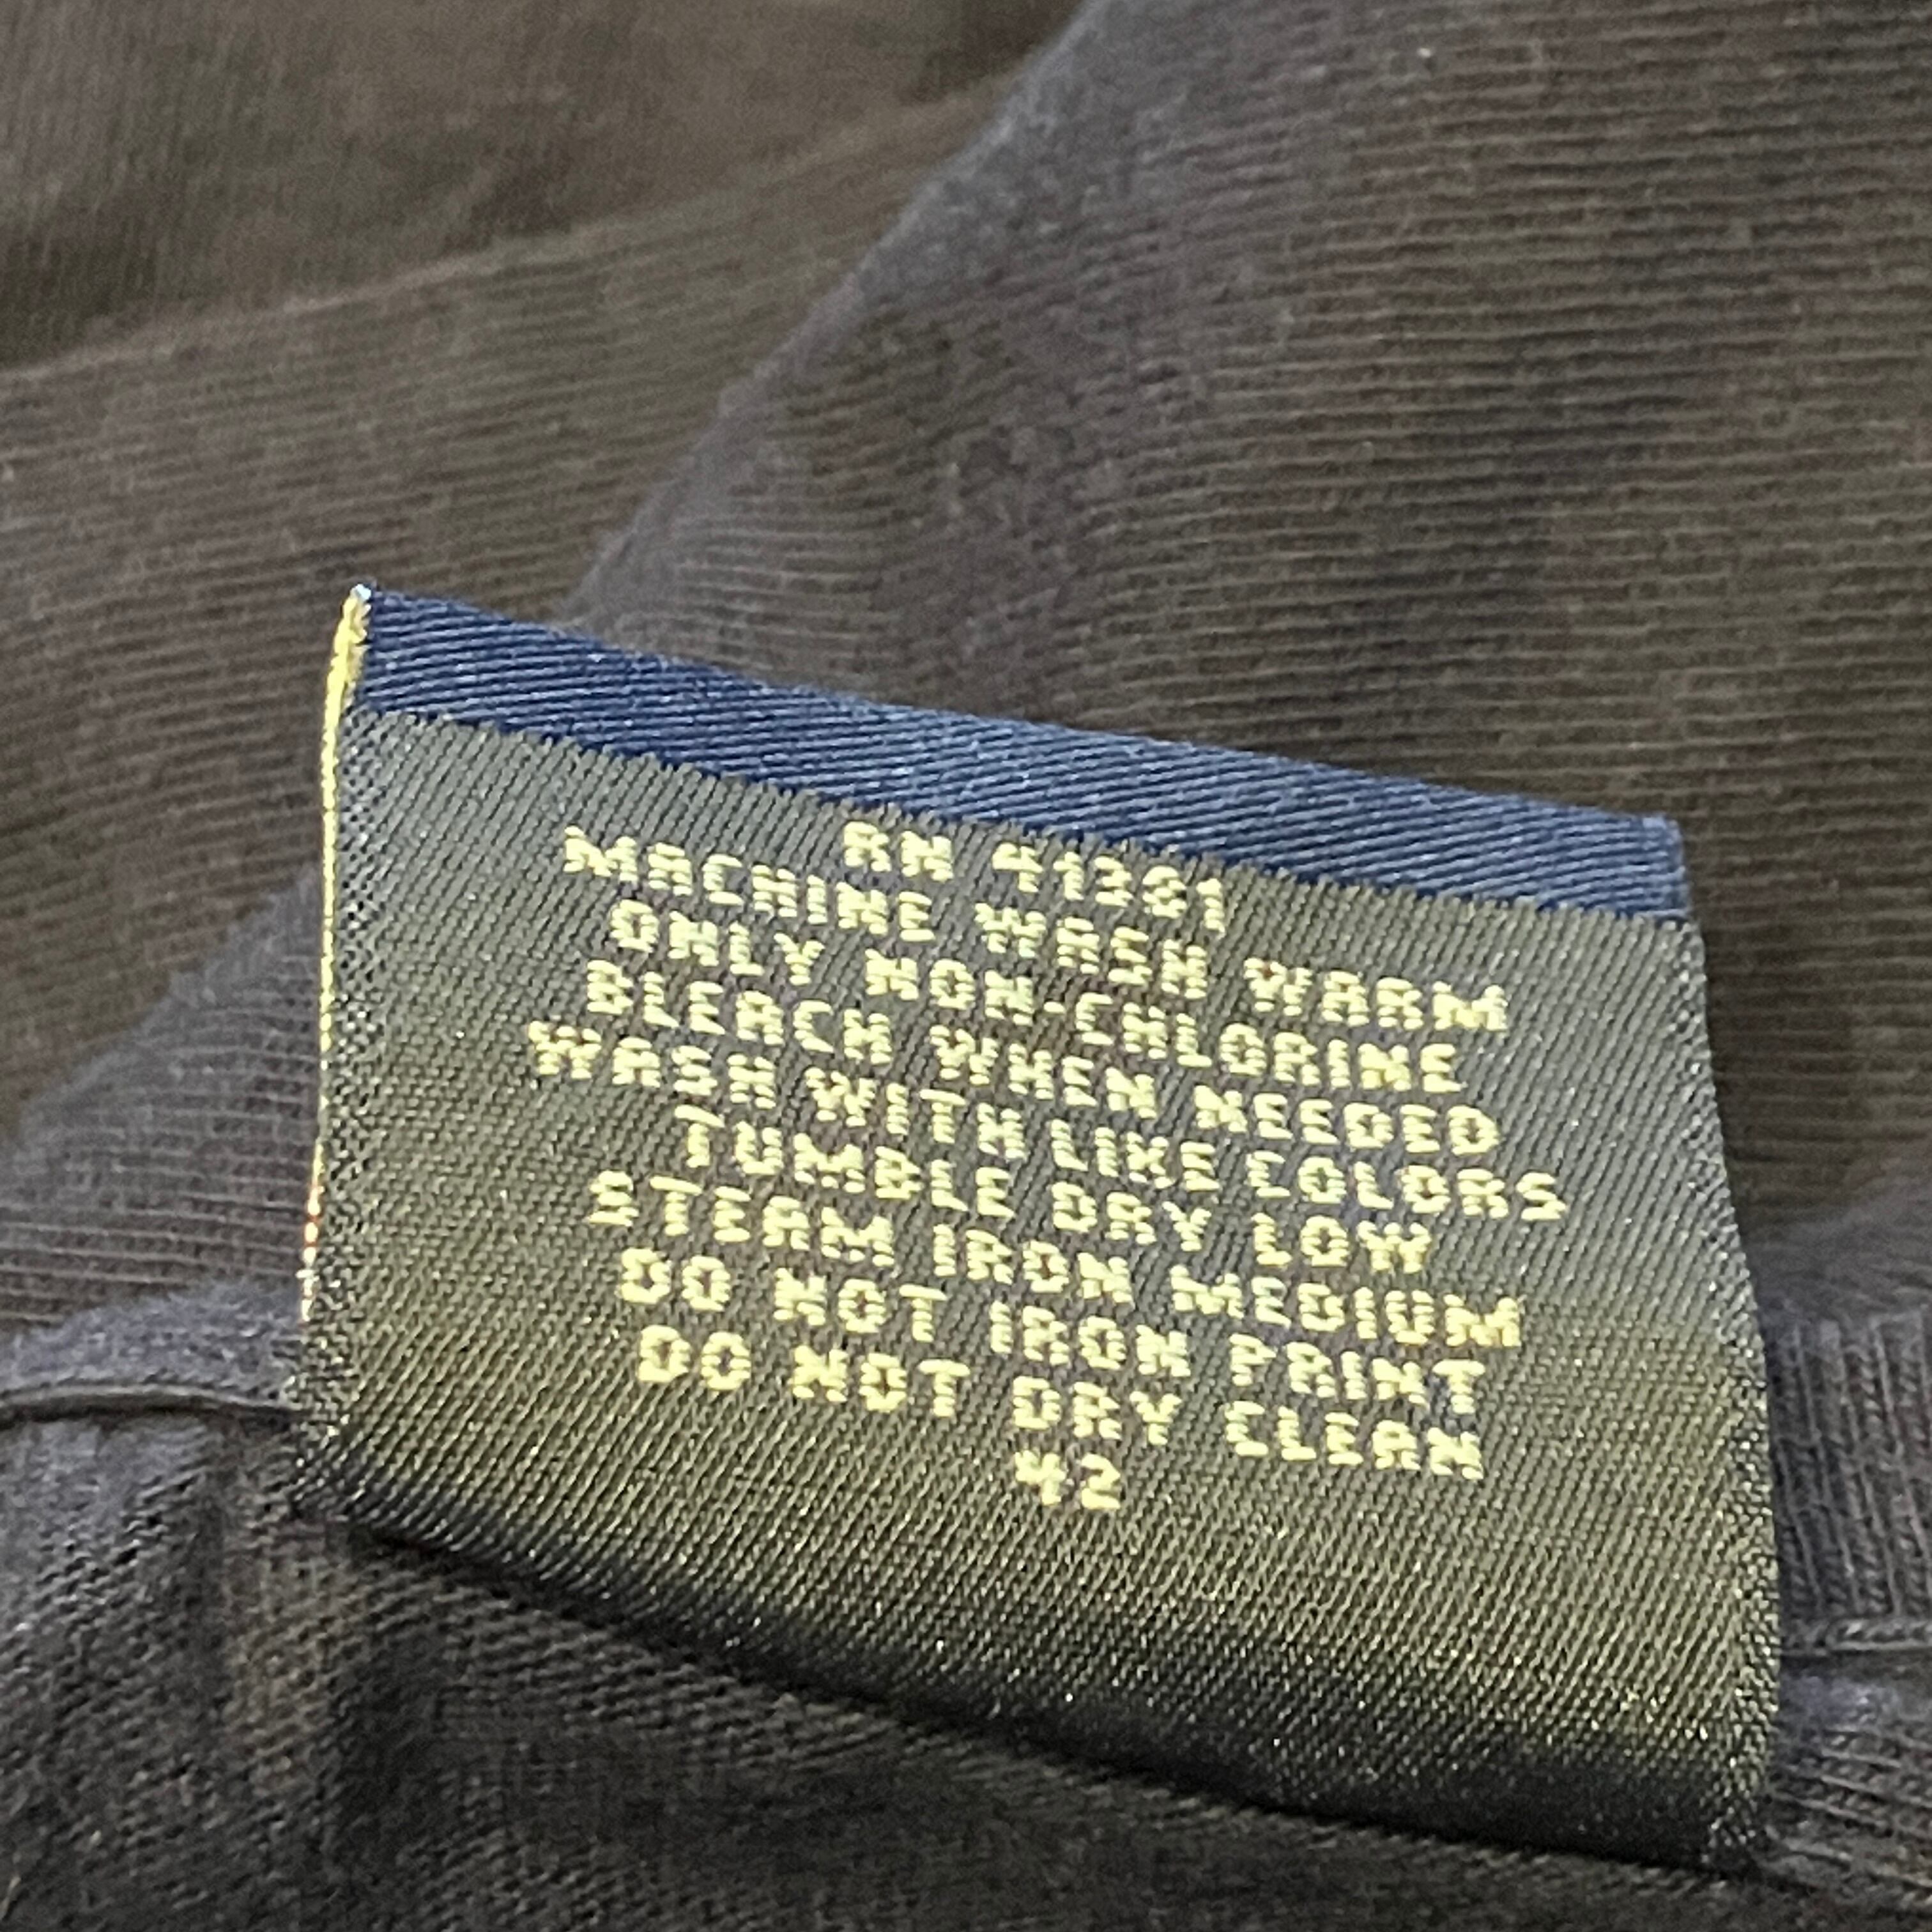 RN 41381
MACHINE WASH WARM
ONLY NON-CHLORINE
BLEACH WHEN NEEDED
WASH WITH LIKE COLORS
TUMBLE DRY LOW
STEAM IRON MEDIUM
DO NOT IRON PRINT
DO NOT DRY CLEAN
42